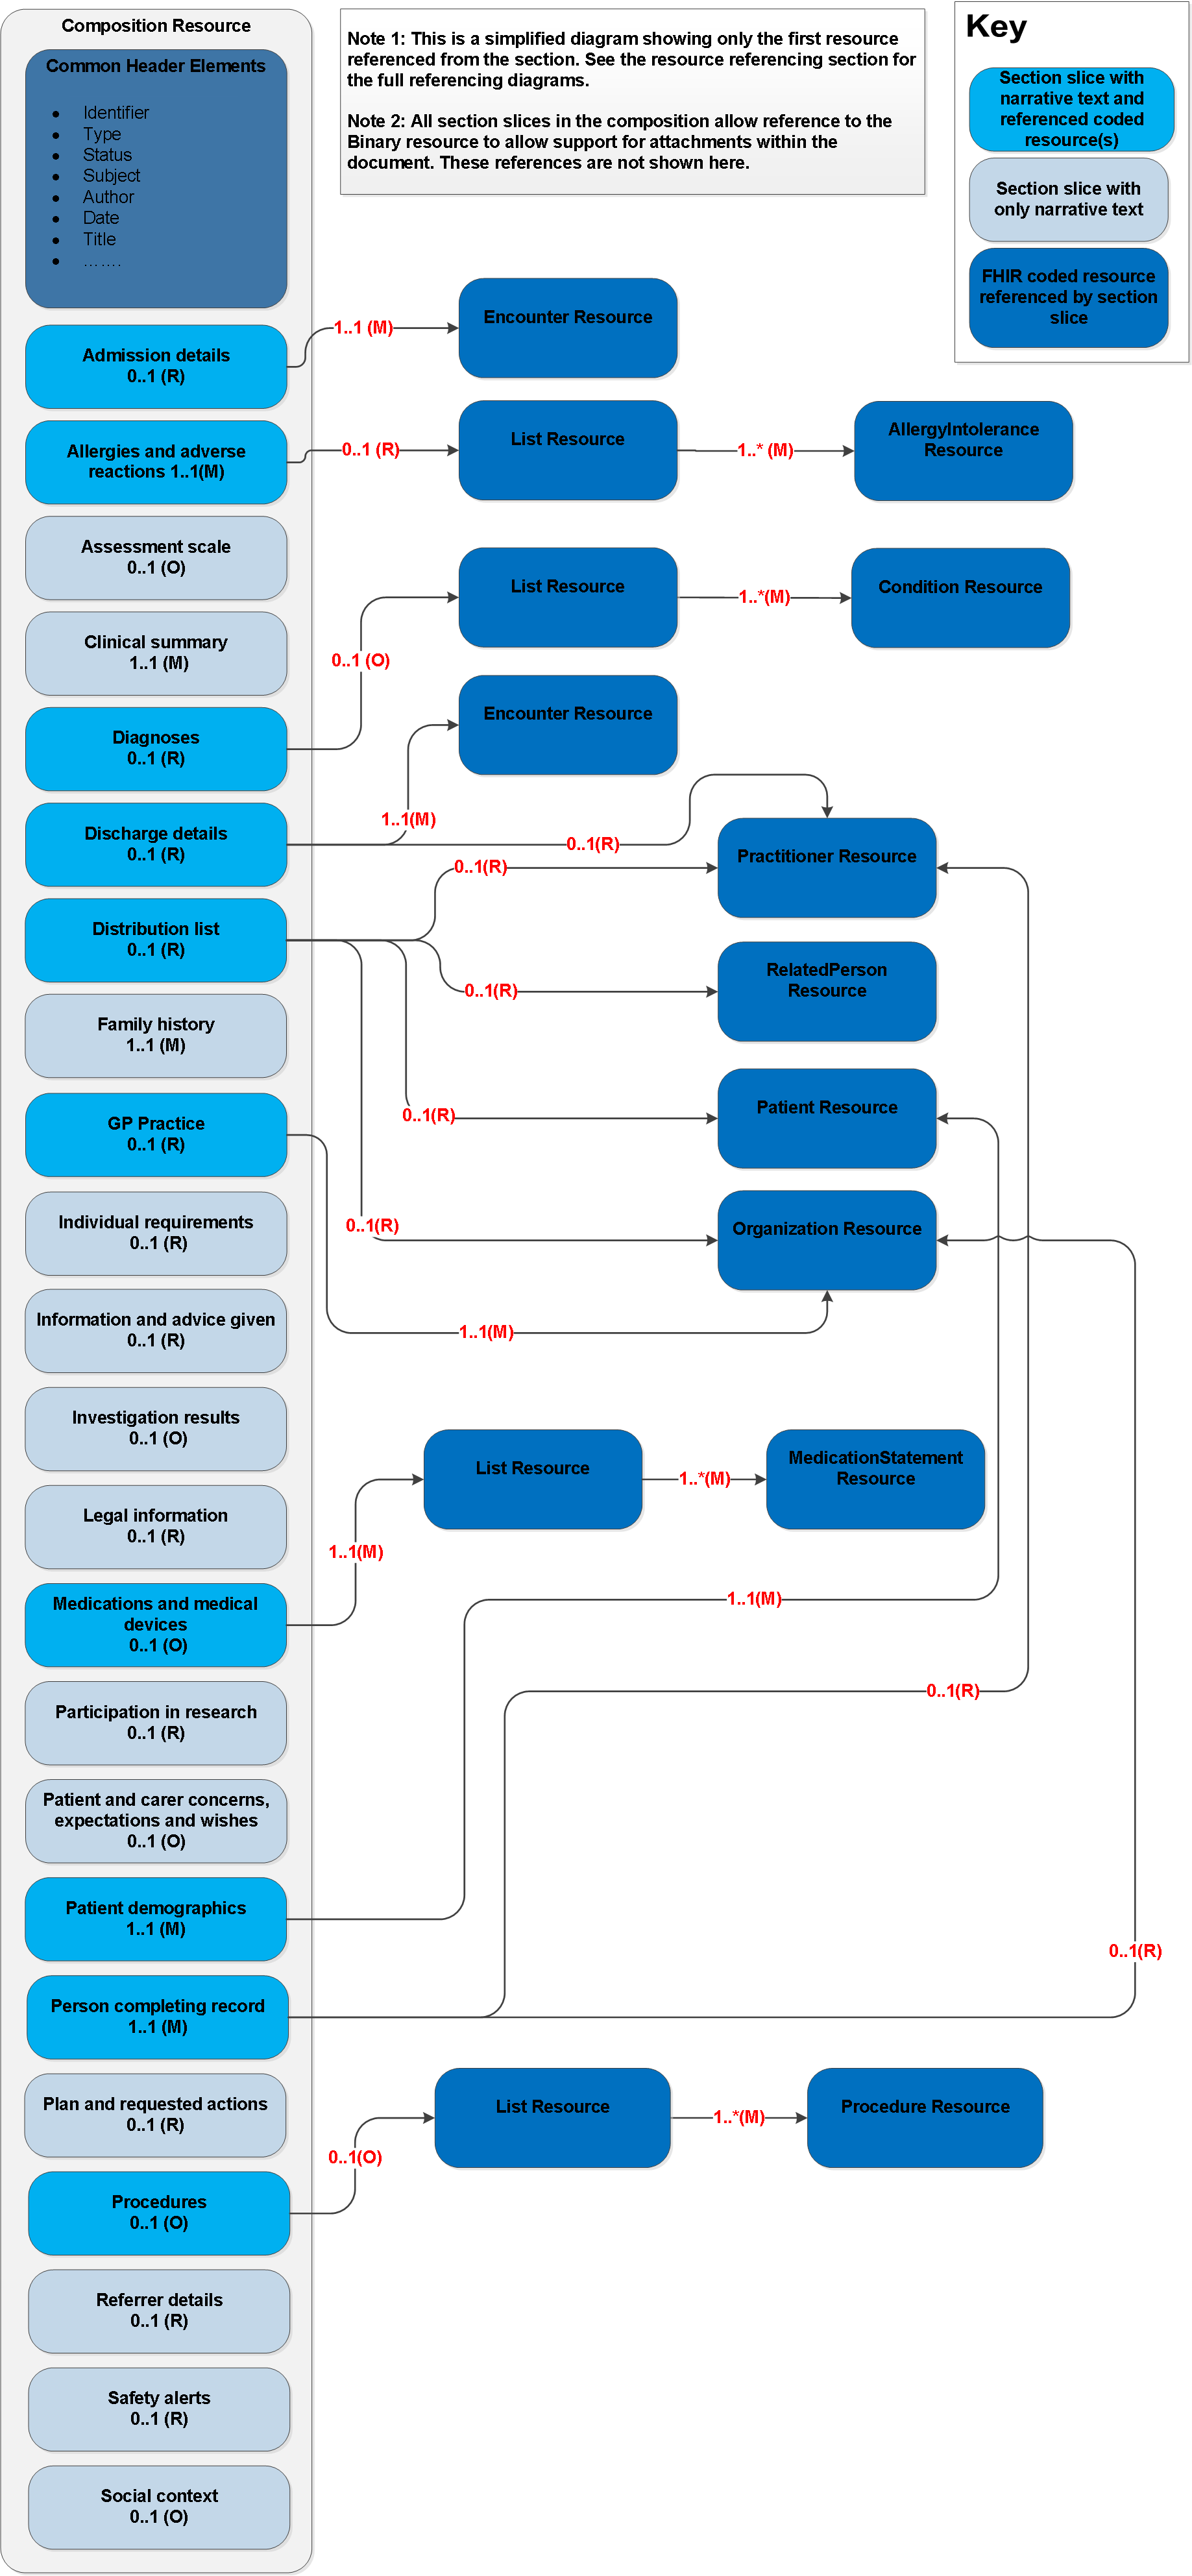 Composition Resource
Common Header Elements
• Identifier
• Type
• Status
• Subject
• Author
• Date
• Title
• …….
Note 1: This is a simplified diagram showing only the first resource
referenced from the section. See the resource referencing section for
the full referencing diagrams.
Note 2: All section slices in the composition allow reference to the
Binary resource to allow support for attachments within the
document. These references are not shown here.
Key
Section slice with
narrative text and
referenced coded
resource(s)
Section slice with
only narrative text
FHIR coded resource
referenced by section
slice
Admission details
0..1 (R)
1..1 (M)
Encounter Resource
Allergies and adverse
reactions 1..1(M)
0..1 (R)
List Resource
1..* (M)
AllergyIntolerance
Resource
Assessment scale
0..1 (O)
List Resource
1..*(M)
Condition Resource
Clinical summary
1..1 (M)
0..1 (O)
Diagnoses
0..1 (R)
Encounter Resource
Discharge details
0..1 (R)
1..1(M)
0..1(R)
Practitioner Resource
Distribution list
0..1 (R)
0..1(R)
0..1(R)
RelatedPerson
Resource
Family history
1..1 (M)
GP Practice
0..1 (R)
0..1(R)
Patient Resource
Individual requirements
0..1 (R)
0..1(R)
Organization Resource
Information and advice given
0..1 (R)
1..1(M)
Investigation results
0..1 (O)
List Resource
1..*(M)
MedicationStatement
Resource
Legal information
0..1 (R)
1..1(M)
Medications and medical
devices
0..1 (O)
1..1(M)
Participation in research
0..1 (R)
0..1(R)
Patient and carer concerns,
expectations and wishes
0..1 (O)
Patient demographics
1..1 (M)
0..1(R)
Person completing record
1..1 (M)
Plan and requested actions
0..1 (R)
List Resource
1..*(M)
Procedure Resource
0..1(O)
Procedures
0..1 (O)
Referrer details
0..1 (R)
Safety alerts
0..1 (R)
Social context
0..1 (O)